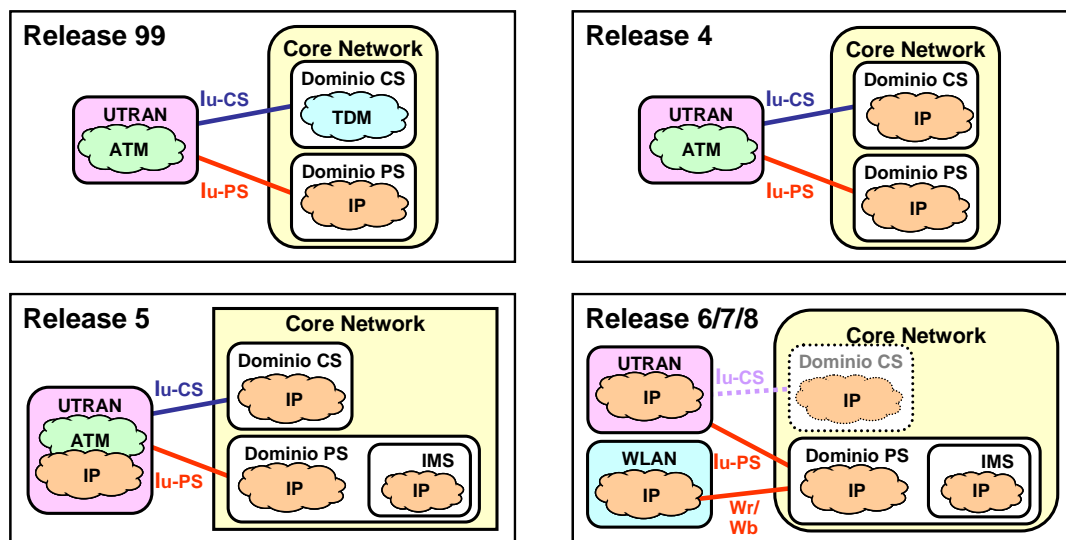 Release 99
Core Network
Dominio CS
TDM
Iu-CS
UTRAN
ATM
Iu-PS
Dominio PS
IP
Release 4
Core Network
Dominio CS
IP
Iu-CS
UTRAN
ATM
Iu-PS
Dominio PS
IP
Release 5
Core Network
Dominio CS
IP
Iu-CS
UTRAN
ATM
IP
Iu-PS
Dominio PS
IP
IMS
IP
Release 6/7/8
Core Network
Dominio CS
IP
Iu-CS
UTRAN
IP
Iu-PS
WLAN
IP
Wr/
Wb
Dominio PS
IP
IMS
IP